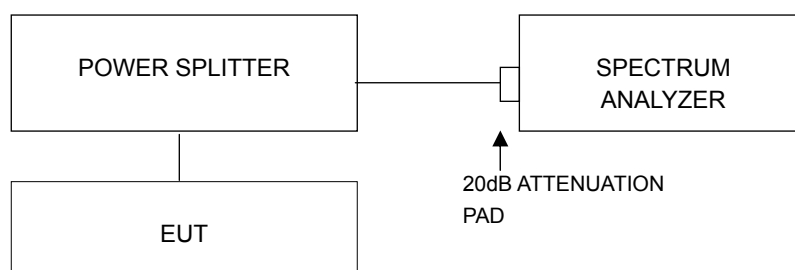 POWER SPLITTER
SPECTRUM
ANALYZER
20dB ATTENUATION
PAD
EUT